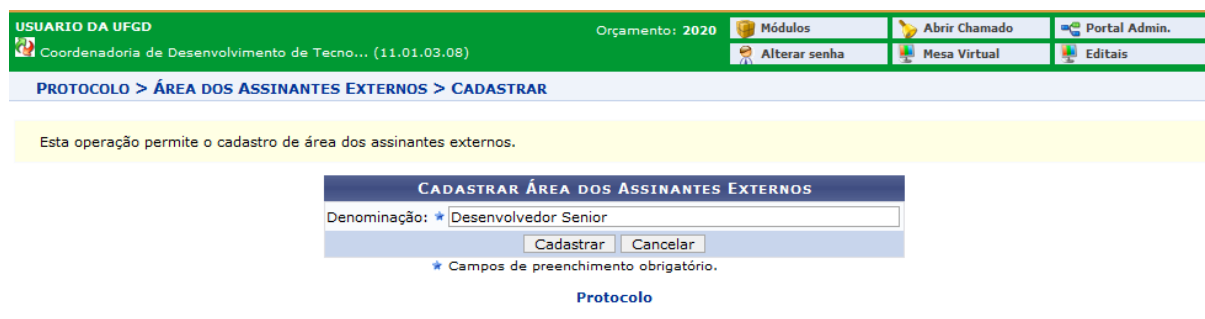 USUARIO DA UFGD
Orçamento: 2020
Módulos
Abrir Chamado
Portal Admin.
Coordenadoria de Desenvolvimento de Tecno... (11.01.03.08)
Alterar senha
Mesa Virtual
Editais
PROTOCOLO > ÁREA DOS ASSINANTES EXTERNOS > CADASTRAR
Esta operação permite o cadastro de área dos assinantes externos.
CADASTRAR ÁREA DOS ASSINANTES EXTERNOS
Denominação: Desenvolvedor Senior
Cadastrar Cancelar
Campos de preenchimento obrigatório.
Protocolo